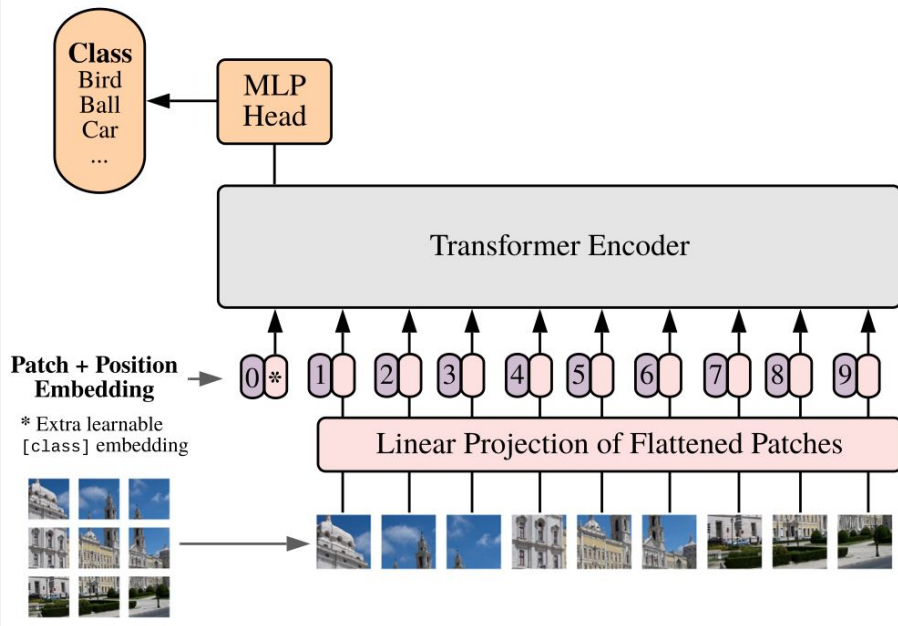 Class
Bird
Ball
Car
...
MLP
Head
Transformer Encoder
Patch + Position
Embedding
0 * 1 2 3 4 5 6 7 8 9
* Extra learnable
[class] embedding
Linear Projection of Flattened Patches